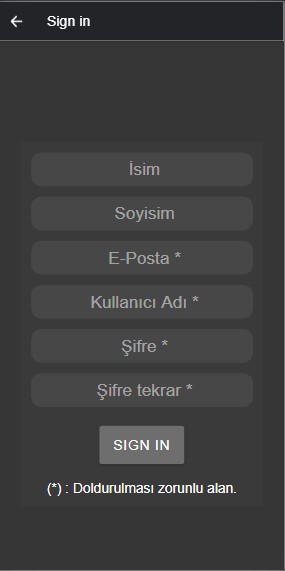 Sign in
İsim
Soyisim
E-Posta *
Kullanıcı Adı *
Şifre *
Şifre tekrar *
SIGN IN
(*) : Doldurulması zorunlu alan.